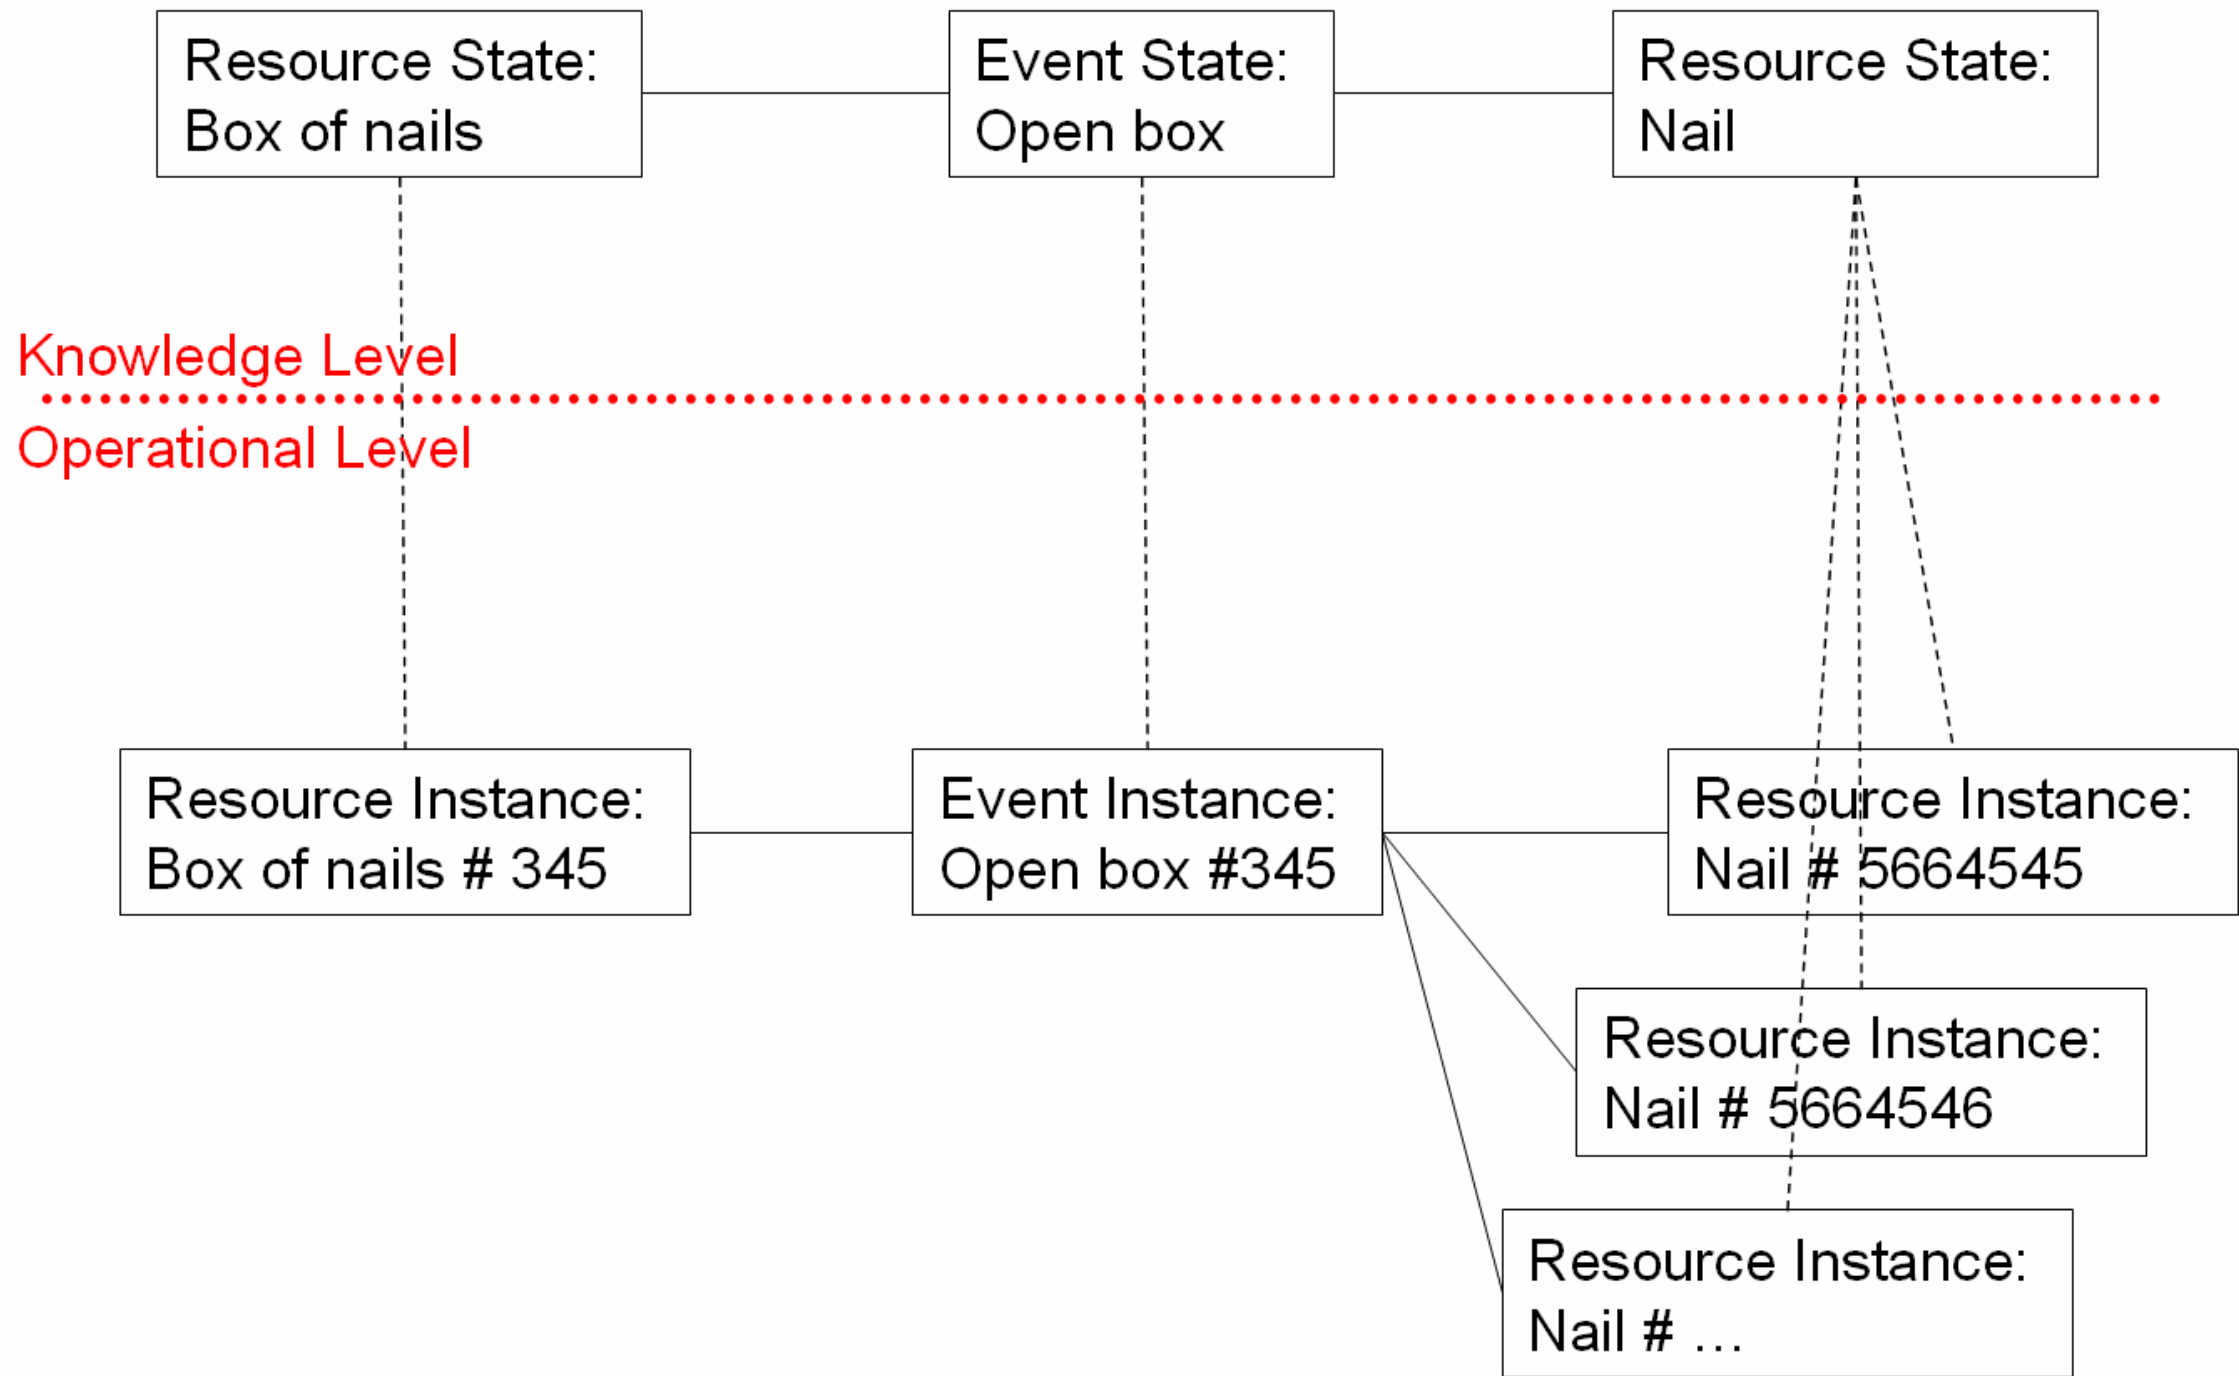 Resource State:
Box of nails
Event State:
Open box
Resource State:
Nail
Knowledge Level
Operational Level
Resource Instance:
Box of nails # 345
Event Instance:
Open box #345
Resource Instance:
Nail # 5664545
Resource Instance:
Nail # 5664546
Resource Instance:
Nail # …